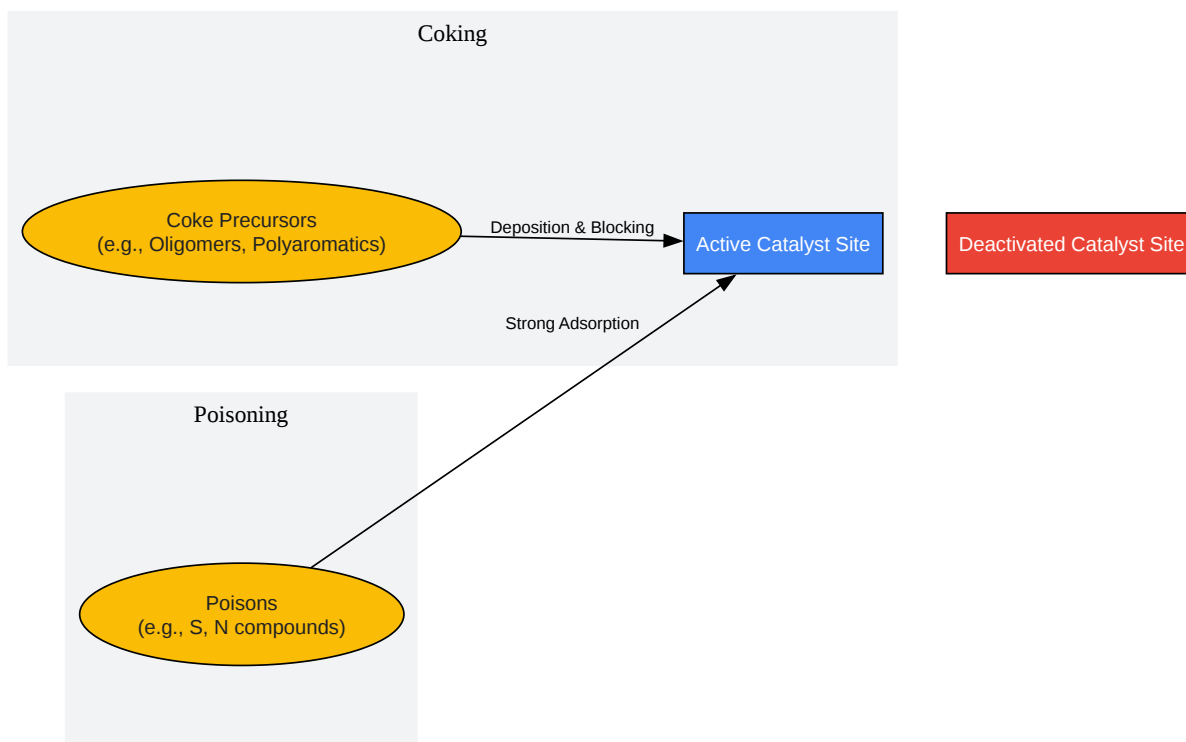 Coking
Coke Precursors
(e.g., Oligomers, Polyaromatics)
Deposition & Blocking
Active Catalyst Site
Deactivated Catalyst Site
Strong Adsorption
Poisoning
Poisons
(e.g., S, N compounds)